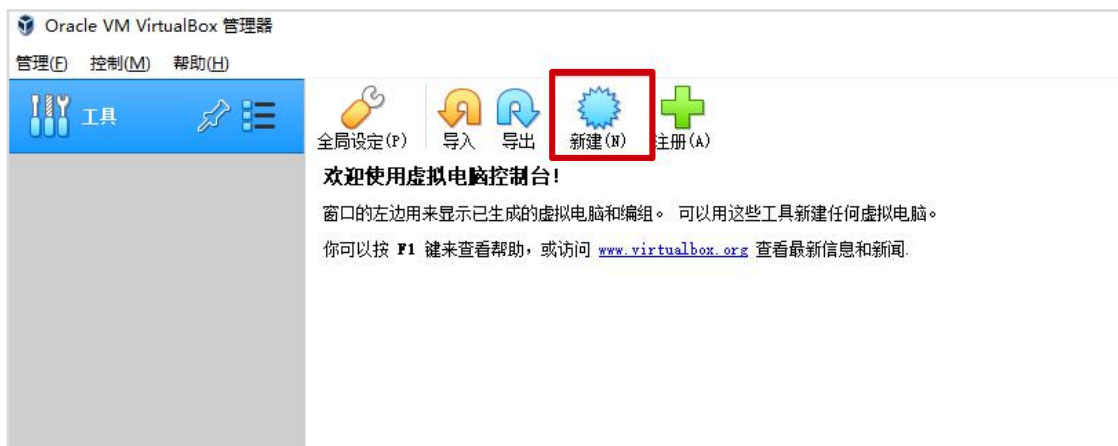 Oracle VM VirtualBox 管理器
管理(F) 控制(M) 帮助(H)
工具
全局设定(P) 导入 导出 新建(N) 注册(A)
欢迎使用虚拟电脑控制台!
窗口的左边用来显示已生成的虚拟电脑和编组。 可以用这些工具新建任何虚拟电脑。
你可以按 F1 键来查看帮助，或访问 www.virtualbox.org 查看最新信息和新闻.